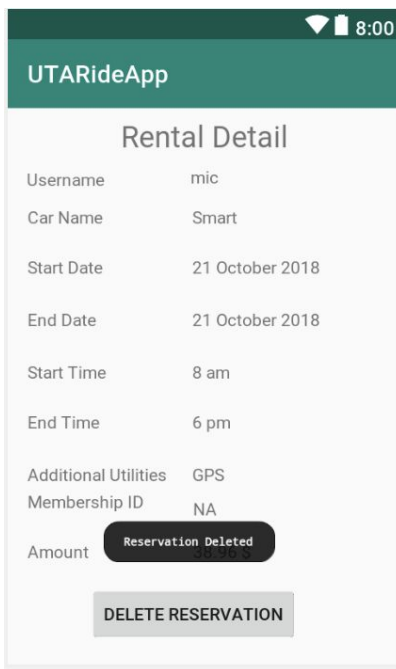 8:00
UTARideApp
Rental Detail
Username mic
Car Name Smart
Start Date 21 October 2018
End Date 21 October 2018
Start Time 8 am
End Time 6 pm
Additional Utilities GPS
Membership ID NA
Reservation Deleted
Amount 38.96 $
DELETE RESERVATION